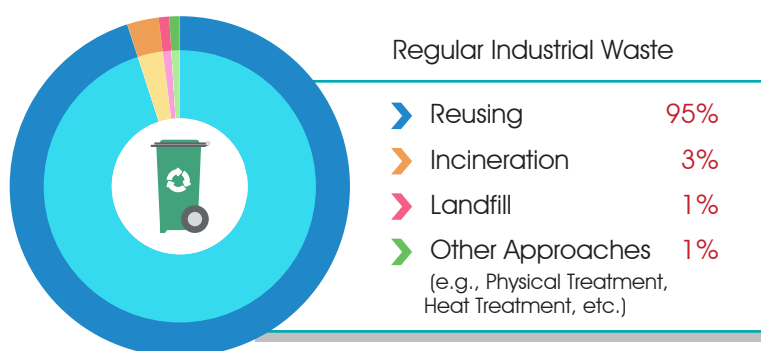 Regular Industrial Waste
Reusing 95%
Incineration 3%
Landfill 1%
Other Approaches 1%
(e.g., Physical Treatment,
Heat Treatment, etc.)